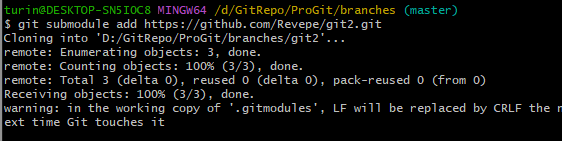 turin@DESKTOP-SN5IOC8 MINGW64 /d/GitRepo/ProGit/branches (master)
$ git submodule add https://github.com/Revepe/git2.git
Cloning into 'D:/GitRepo/ProGit/branches/git2'...
remote: Enumerating objects: 3, done.
remote: Counting objects: 100% (3/3), done.
remote: Total 3 (delta 0), reused 0 (delta 0), pack-reused 0 (from 0)
Receiving objects: 100% (3/3), done.
warning: in the working copy of '.gitmodules', LF will be replaced by CRLF the n
ext time Git touches it